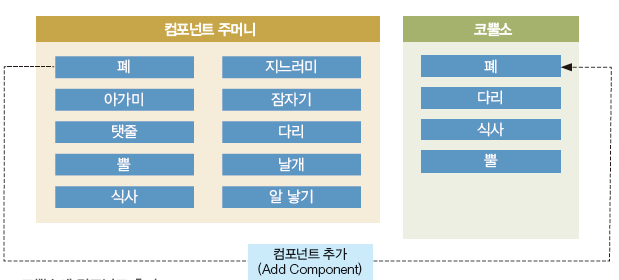 컴포넌트 주머니
코뿔소
폐
지느러미
폐
아가미
잠자기
다리
탯줄
다리
식사
뿔
날개
뿔
식사
알 낳기
컴포넌트 추가
(Add Component)